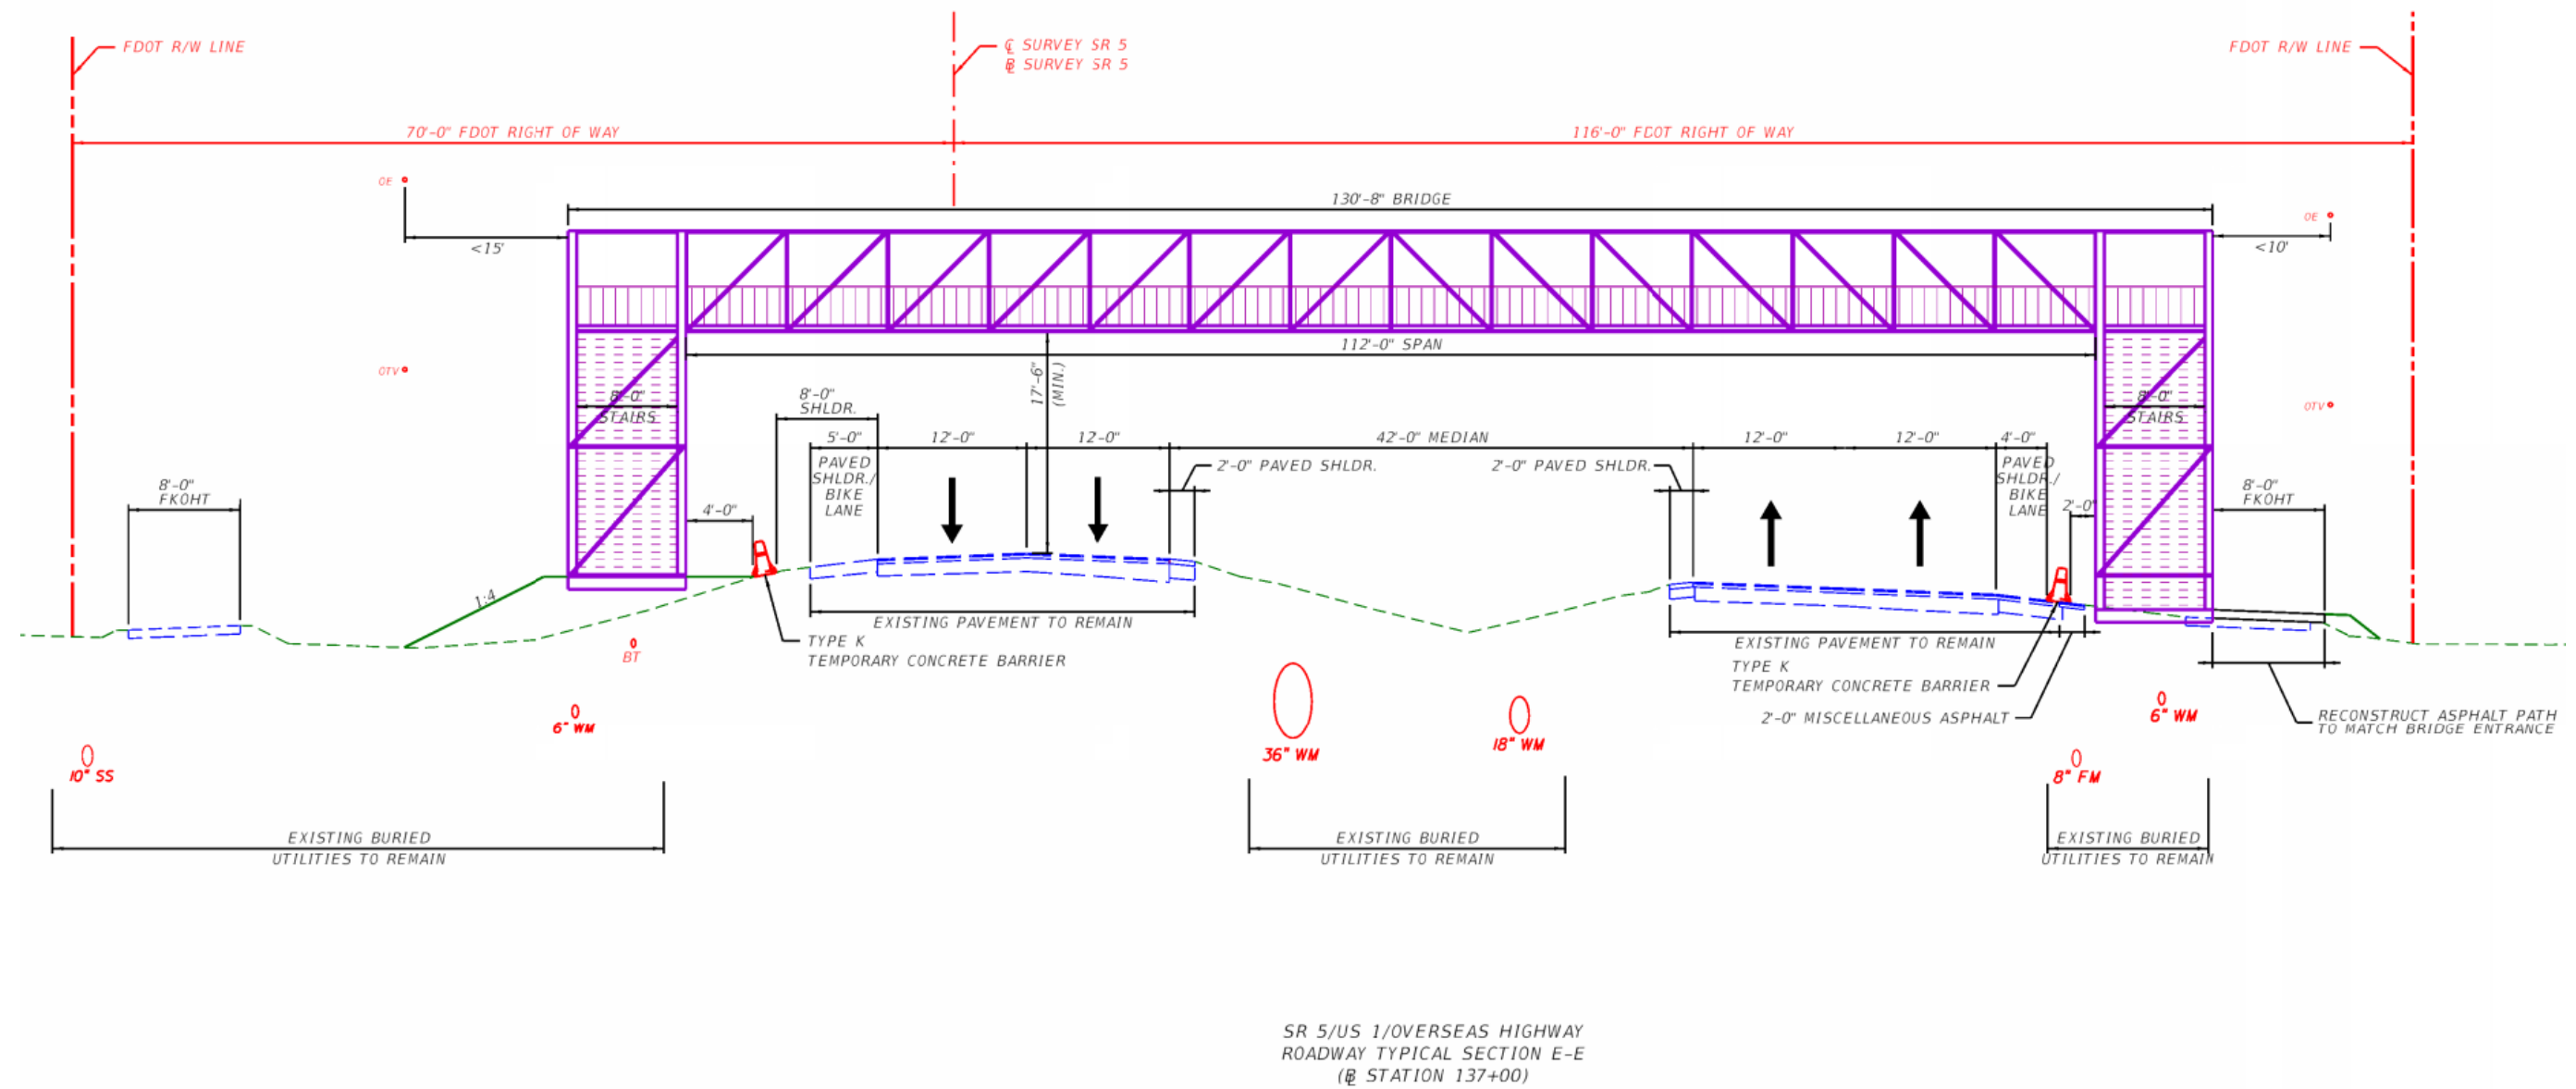 FDOT R/W LINE
℄ SURVEY SR 5
B̵L SURVEY SR 5
FDOT R/W LINE
70'-0" FDOT RIGHT OF WAY
116'-0" FDOT RIGHT OF WAY
OE
130'-8" BRIDGE
OE
<15'
<10'
112'-0" SPAN
17'-6"
(MIN.)
OTV
OTV
8'-0"
STAIRS
8'-0"
SHLDR.
8'-0"
STAIRS
5'-0"
12'-0"
12'-0"
42'-0" MEDIAN
12'-0"
12'-0"
4'-0"
PAVED
SHLDR./
BIKE
LANE
2'-0" PAVED SHLDR.
2'-0" PAVED SHLDR.
PAVED
SHLDR./
BIKE
LANE
8'-0"
FKOHT
8'-0"
FKOHT
4'-0"
2'-0"
1:4
EXISTING PAVEMENT TO REMAIN
EXISTING PAVEMENT TO REMAIN
BT
TYPE K
TEMPORARY CONCRETE BARRIER
TYPE K
TEMPORARY CONCRETE BARRIER
2'-0" MISCELLANEOUS ASPHALT
RECONSTRUCT ASPHALT PATH
TO MATCH BRIDGE ENTRANCE
6" WM
6" WM
36" WM
18" WM
10" SS
8" FM
EXISTING BURIED
UTILITIES TO REMAIN
EXISTING BURIED
UTILITIES TO REMAIN
EXISTING BURIED
UTILITIES TO REMAIN
SR 5/US 1/OVERSEAS HIGHWAY
ROADWAY TYPICAL SECTION E-E
(B̵L STATION 137+00)